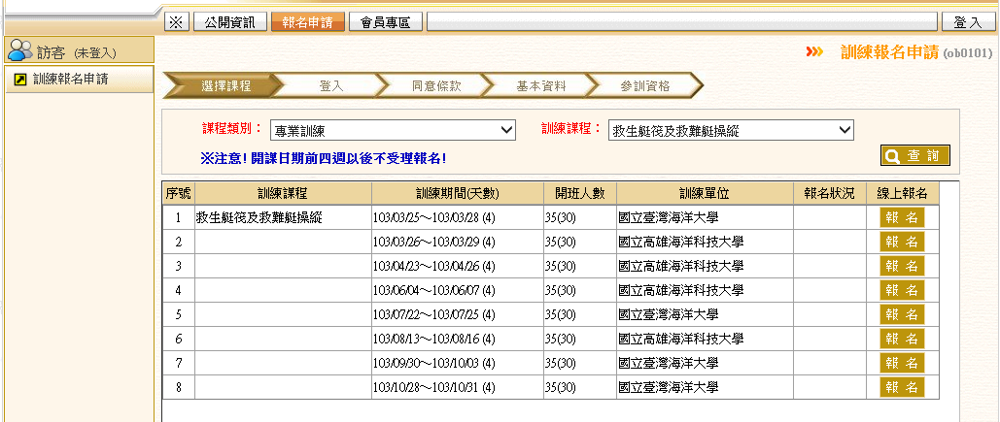 ※ 公開資訊 報名申請 會員專區 登入
訪客 (未登入)
訓練報名申請 (ob0101)
訓練報名申請
選擇課程 登入 同意條款 基本資料 參訓資格
課程類別： 專業訓練 訓練課程： 救生艇筏及救難艇操縱
※注意!開課日期前四週以後不受理報名!
查詢
序號 訓練課程 訓練期間(天數) 開班人數 訓練單位 報名狀況 線上報名
1 救生艇筏及救難艇操縱 103/03/25～103/03/28 (4) 35(30) 國立臺灣海洋大學 報名
2 103/03/26～103/03/29 (4) 35(30) 國立高雄海洋科技大學 報名
3 103/04/23～103/04/26 (4) 35(30) 國立高雄海洋科技大學 報名
4 103/06/04～103/06/07 (4) 35(30) 國立高雄海洋科技大學 報名
5 103/07/22～103/07/25 (4) 35(30) 國立臺灣海洋大學 報名
6 103/08/13～103/08/16 (4) 35(30) 國立高雄海洋科技大學 報名
7 103/09/30～103/10/03 (4) 35(30) 國立臺灣海洋大學 報名
8 103/10/28～103/10/31 (4) 35(30) 國立臺灣海洋大學 報名